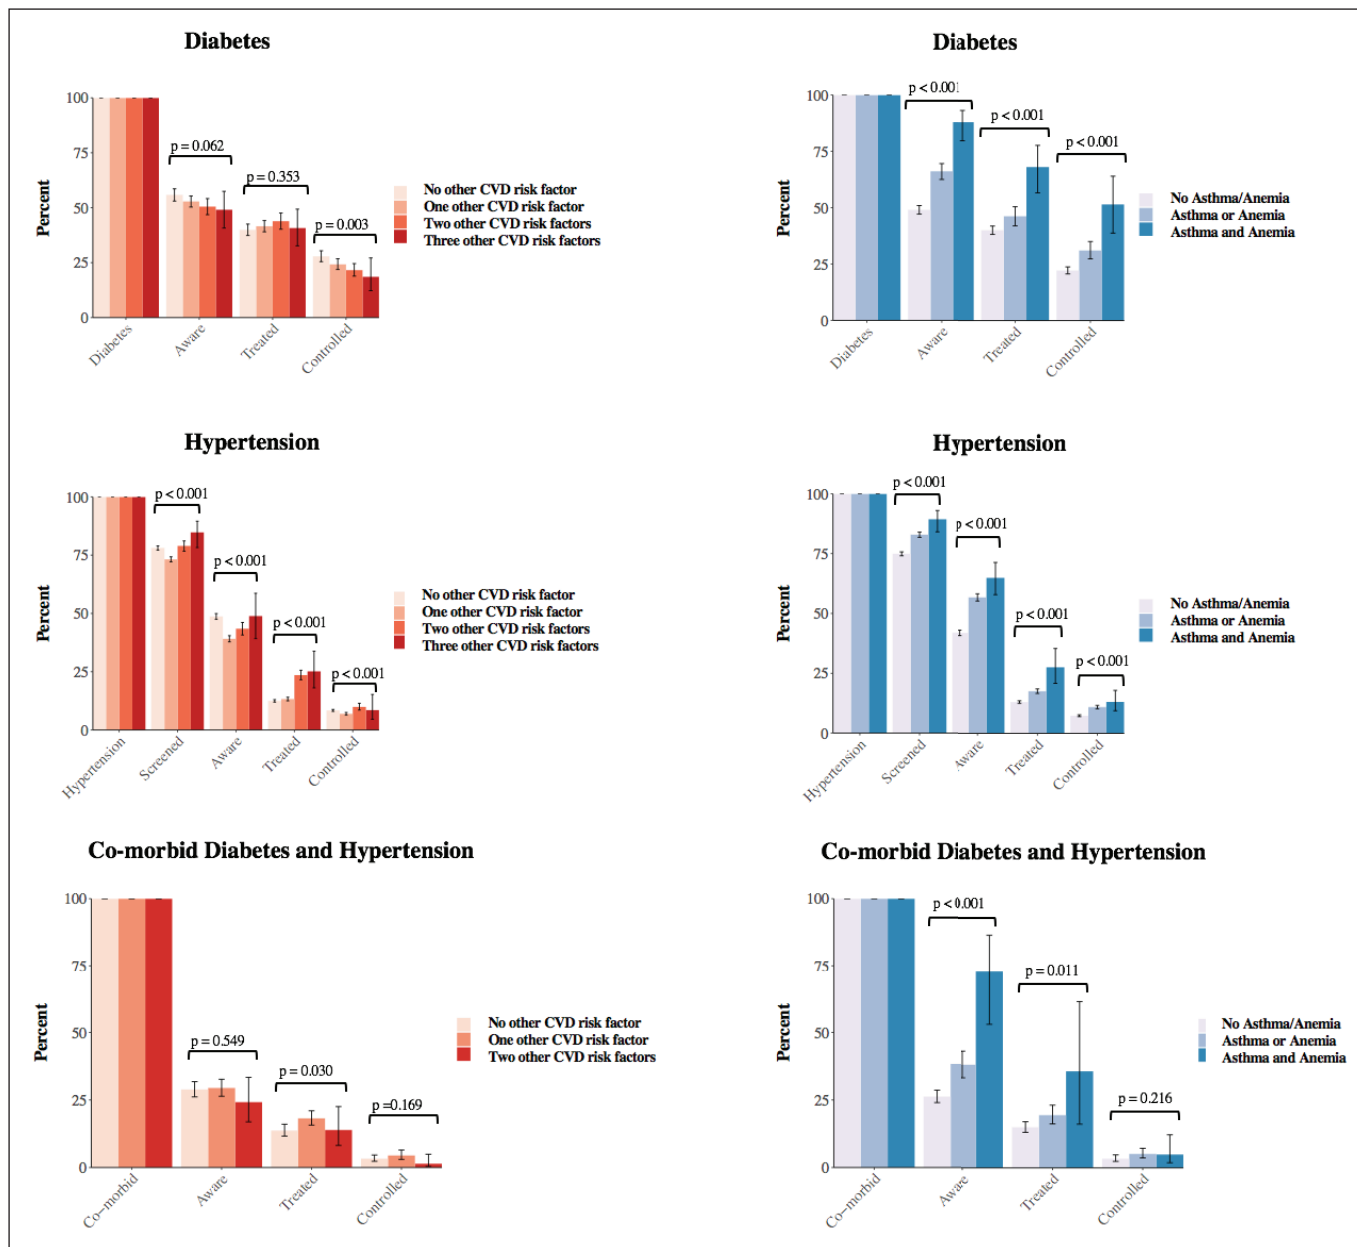 Diabetes
Percent
100
75
50
25
0
p = 0.062
p = 0.353
p = 0.003
Diabetes
Aware
Treated
Controlled
No other CVD risk factor
One other CVD risk factor
Two other CVD risk factors
Three other CVD risk factors
Diabetes
Percent
100
75
50
25
0
p < 0.001
p < 0.001
p < 0.001
Diabetes
Aware
Treated
Controlled
No Asthma/Anemia
Asthma or Anemia
Asthma and Anemia
Hypertension
Percent
100
75
50
25
0
p < 0.001
p < 0.001
p < 0.001
p < 0.001
Hypertension
Screened
Aware
Treated
Controlled
No other CVD risk factor
One other CVD risk factor
Two other CVD risk factors
Three other CVD risk factors
Hypertension
Percent
100
75
50
25
0
p < 0.001
p < 0.001
p < 0.001
p < 0.001
Hypertension
Screened
Aware
Treated
Controlled
No Asthma/Anemia
Asthma or Anemia
Asthma and Anemia
Co-morbid Diabetes and Hypertension
Percent
100
75
50
25
0
p = 0.549
p = 0.030
p =0.169
Co-morbid
Aware
Treated
Controlled
No other CVD risk factor
One other CVD risk factor
Two other CVD risk factors
Co-morbid Diabetes and Hypertension
Percent
100
75
50
25
0
p < 0.001
p = 0.011
p = 0.216
Co-morbid
Aware
Treated
Controlled
No Asthma/Anemia
Asthma or Anemia
Asthma and Anemia